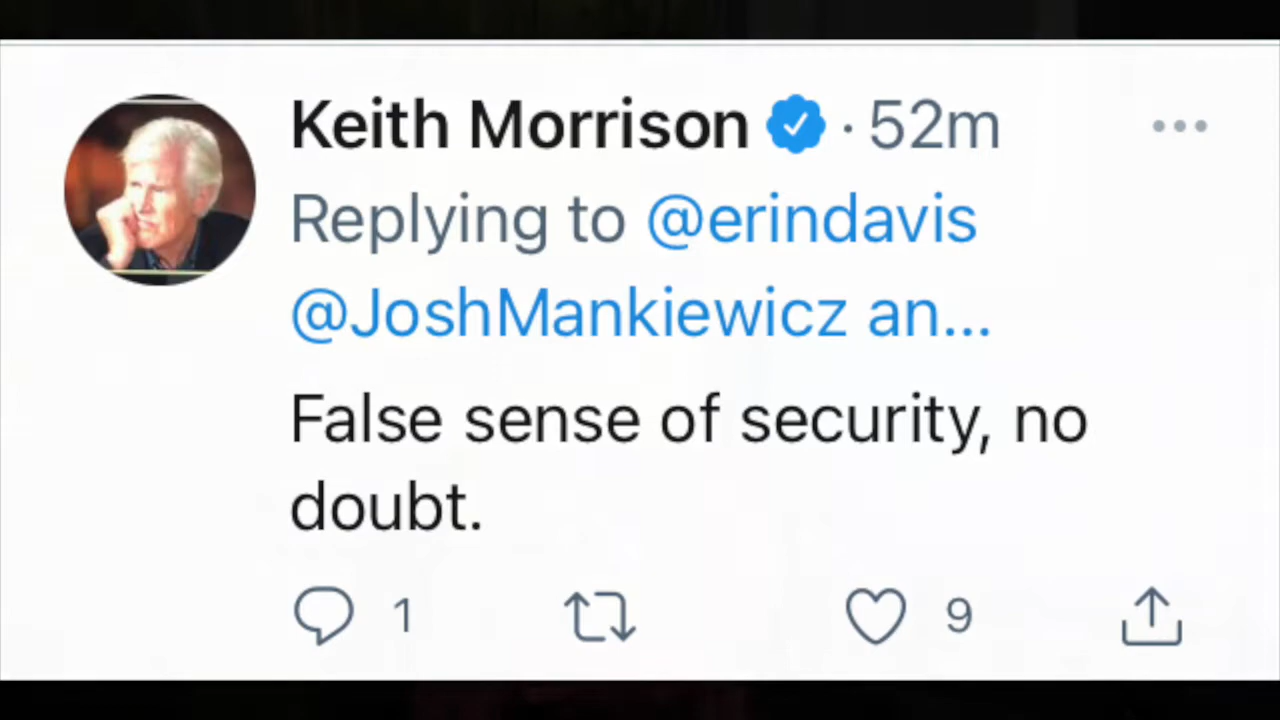 Keith Morrison · 52m
Replying to @erindavis
@JoshMankiewicz an...
False sense of security, no
doubt.
1 9